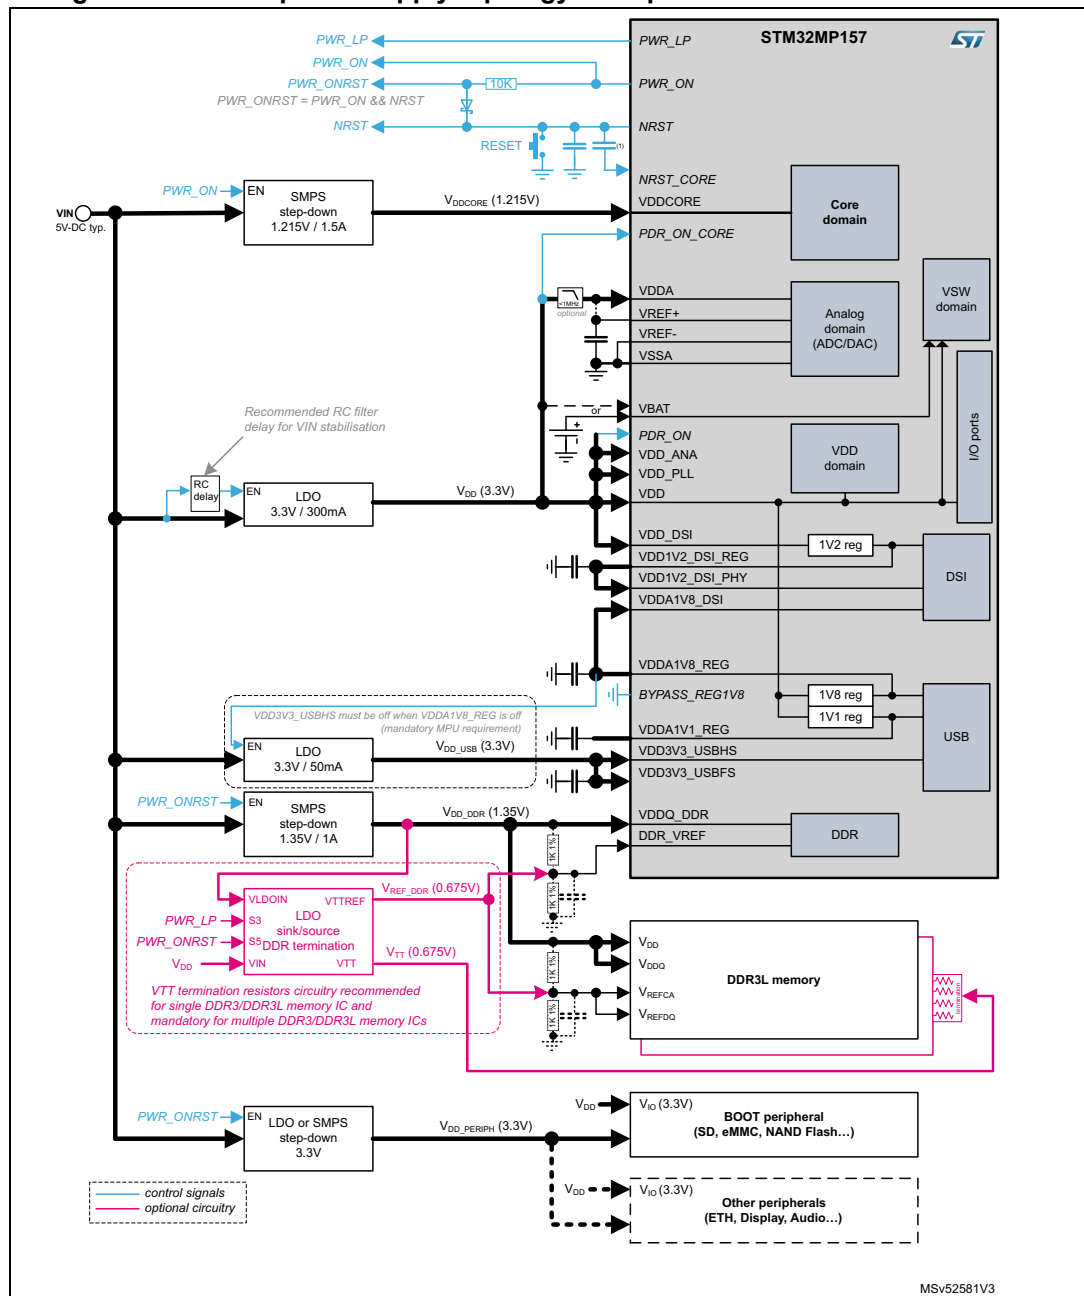 PWR_LP
PWR_ON
PWR_ONRST
PWR_ONRST = PWR_ON && NRST
NRST
10K
RESET
(1)
STM32MP157
PWR_LP
PWR_ON
NRST
NRST_CORE
VDDCORE
PDR_ON_CORE
Core
domain
PWR_ON
EN
SMPS
step-down
1.215V / 1.5A
VDDCORE (1.215V)
VIN
5V-DC typ.
<1MHz
optional
VDDA
VREF+
VREF-
VSSA
Analog
domain
(ADC/DAC)
VSW
domain
or
VBAT
PDR_ON
VDD_ANA
VDD_PLL
VDD
VDD
domain
I/O ports
Recommended RC filter
delay for VIN stabilisation
RC
delay
EN
LDO
3.3V / 300mA
VDD (3.3V)
VDD_DSI
VDD1V2_DSI_REG
VDD1V2_DSI_PHY
VDDA1V8_DSI
1V2 reg
DSI
VDDA1V8_REG
BYPASS_REG1V8
VDDA1V1_REG
VDD3V3_USBHS
VDD3V3_USBFS
1V8 reg
1V1 reg
USB
VDD3V3_USBHS must be off when VDDA1V8_REG is off
(mandatory MPU requirement)
EN
LDO
3.3V / 50mA
VDD_USB (3.3V)
PWR_ONRST
EN
SMPS
step-down
1.35V / 1A
VDD_DDR (1.35V)
VDDQ_DDR
DDR_VREF
DDR
1K 1%
1K 1%
VLDOIN
VTTREF
LDO
sink/source
DDR termination
S3
S5
VIN
VTT
PWR_LP
PWR_ONRST
VDD
VREF_DDR (0.675V)
VTT (0.675V)
VTT termination resistors circuitry recommended
for single DDR3/DDR3L memory IC and
mandatory for multiple DDR3/DDR3L memory ICs
1K 1%
1K 1%
VDD
VDDQ
VREFCA
VREFDQ
DDR3L memory
termination
PWR_ONRST
EN
LDO or SMPS
step-down
3.3V
VDD_PERIPH (3.3V)
VDD
VIO (3.3V)
BOOT peripheral
(SD, eMMC, NAND Flash…)
VDD
VIO (3.3V)
Other peripherals
(ETH, Display, Audio…)
control signals
optional circuitry
MSv52581V3